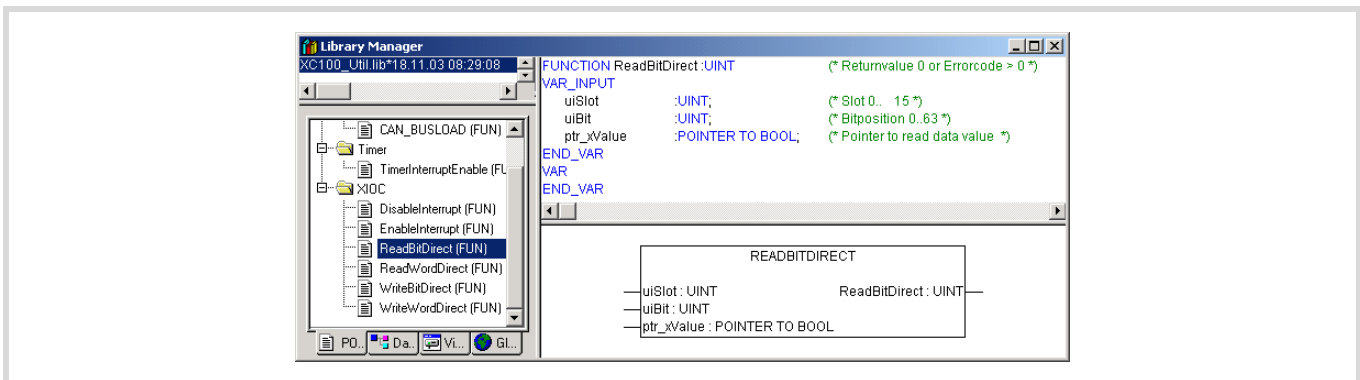 Library Manager
XC100_Util.lib*18.11.03 08:29:08
CAN_BUSLOAD (FUN)
Timer
TimerInterruptEnable (FU
XIOC
DisableInterrupt (FUN)
EnableInterrupt (FUN)
ReadBitDirect (FUN)
ReadWordDirect (FUN)
WriteBitDirect (FUN)
WriteWordDirect (FUN)
PO.. Da.. Vi... Gl...
FUNCTION ReadBitDirect :UINT (* Returnvalue 0 or Errorcode > 0 *)
VAR_INPUT
uiSlot :UINT; (* Slot 0.. 15 *)
uiBit :UINT; (* Bitposition 0..63 *)
ptr_xValue :POINTER TO BOOL; (* Pointer to read data value *)
END_VAR
VAR
END_VAR
READBITDIRECT
uiSlot : UINT ReadBitDirect : UINT
uiBit : UINT
ptr_xValue : POINTER TO BOOL